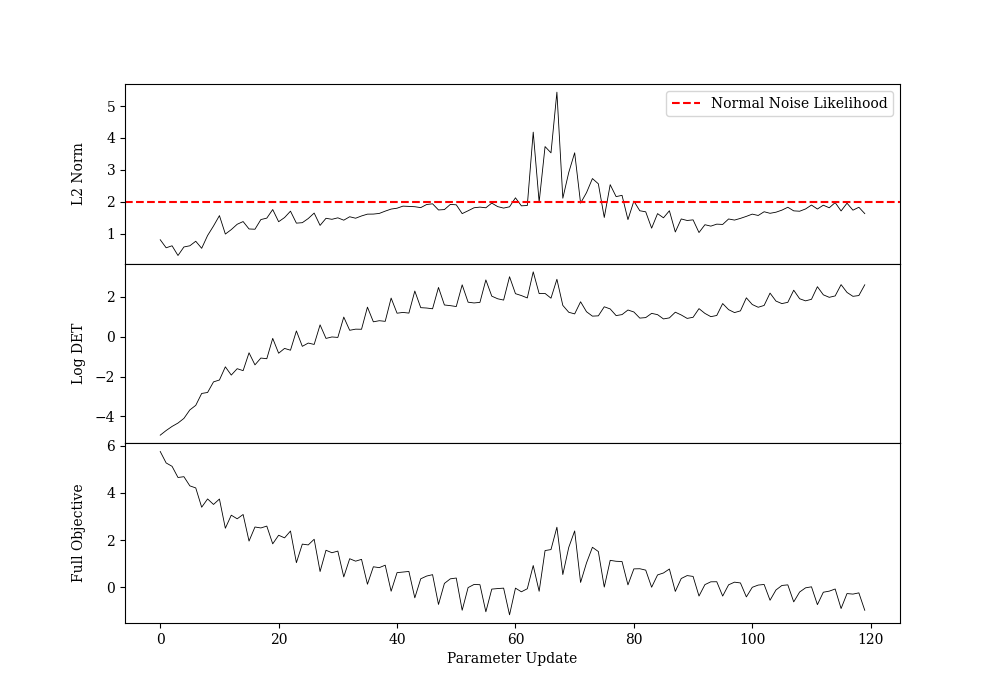 5
4
3
2
1
L2 Norm
Normal Noise Likelihood
2
0
−2
−4
Log DET
6
4
2
0
Full Objective
0 20 40 60 80 100 120
Parameter Update